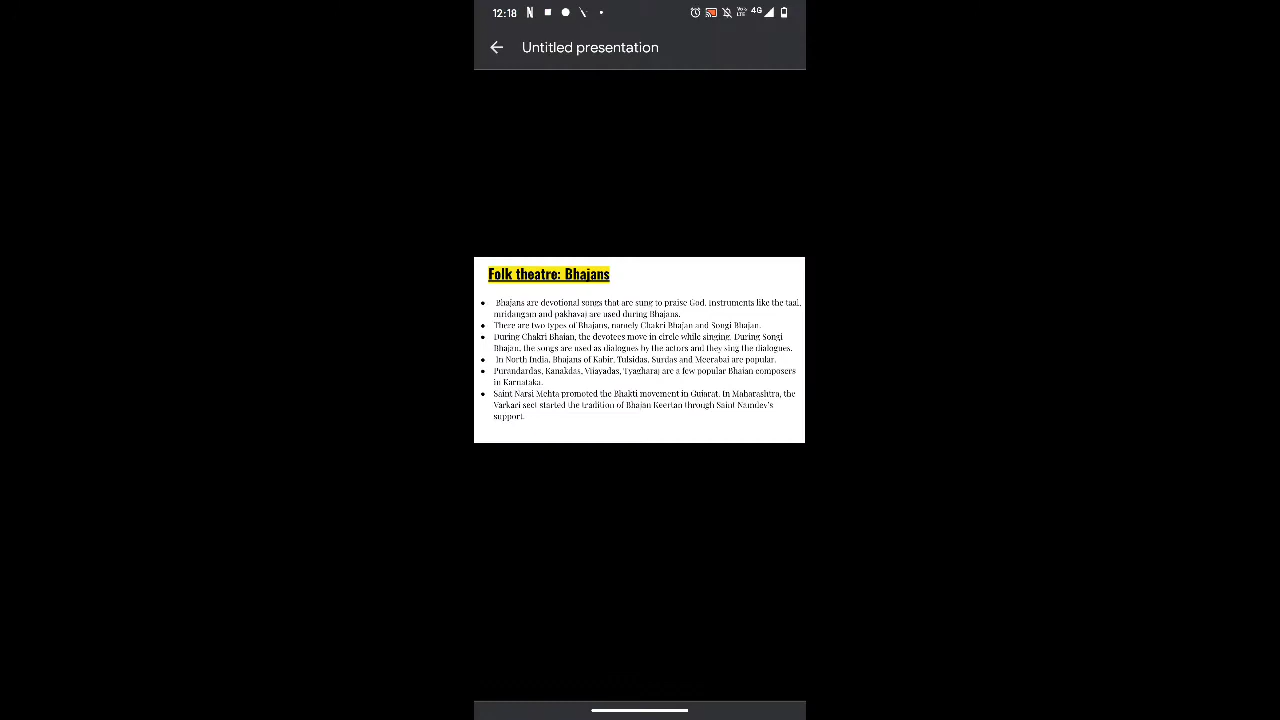 12:18
Vo LTE 4G
Untitled presentation
Folk theatre: Bhajans
● Bhajans are devotional songs that are sung to praise God. Instruments like the taal,
mridangam and pakhavaj are used during Bhajans.
● There are two types of Bhajans, namely Chakri Bhajan and Songi Bhajan.
● During Chakri Bhajan, the devotees move in circle while singing. During Songi
Bhajan, the songs are used as dialogues by the actors and they sing the dialogues.
● In North India, Bhajans of Kabir, Tulsidas, Surdas and Meerabai are popular.
● Purandardas, Kanakdas, Vijayadas, Tyagharaj are a few popular Bhajan composers
in Karnataka.
● Saint Narsi Mehta promoted the Bhakti movement in Gujarat. In Maharashtra, the
Varkari sect started the tradition of Bhajan Keertan through Saint Namdev's
support.